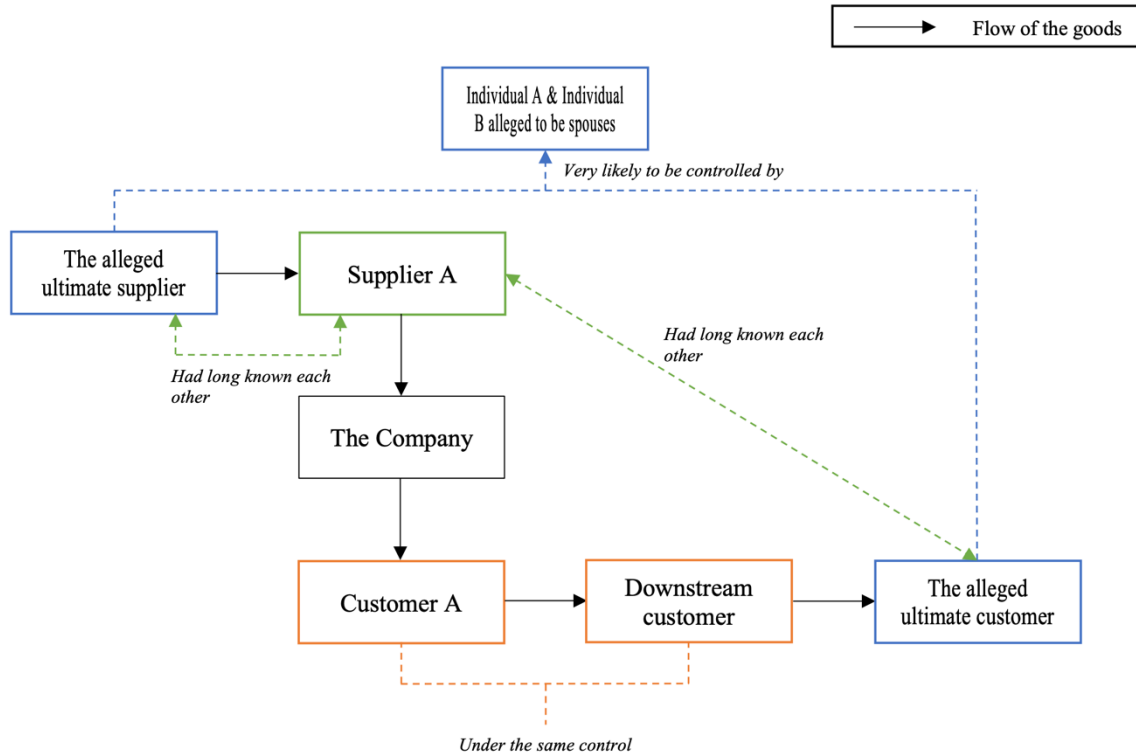 Flow of the goods
Individual A & Individual
B alleged to be spouses
Very likely to be controlled by
The alleged
ultimate supplier
Supplier A
Had long known each
other
Had long known each
other
The Company
Customer A
Downstream
customer
The alleged
ultimate customer
Under the same control